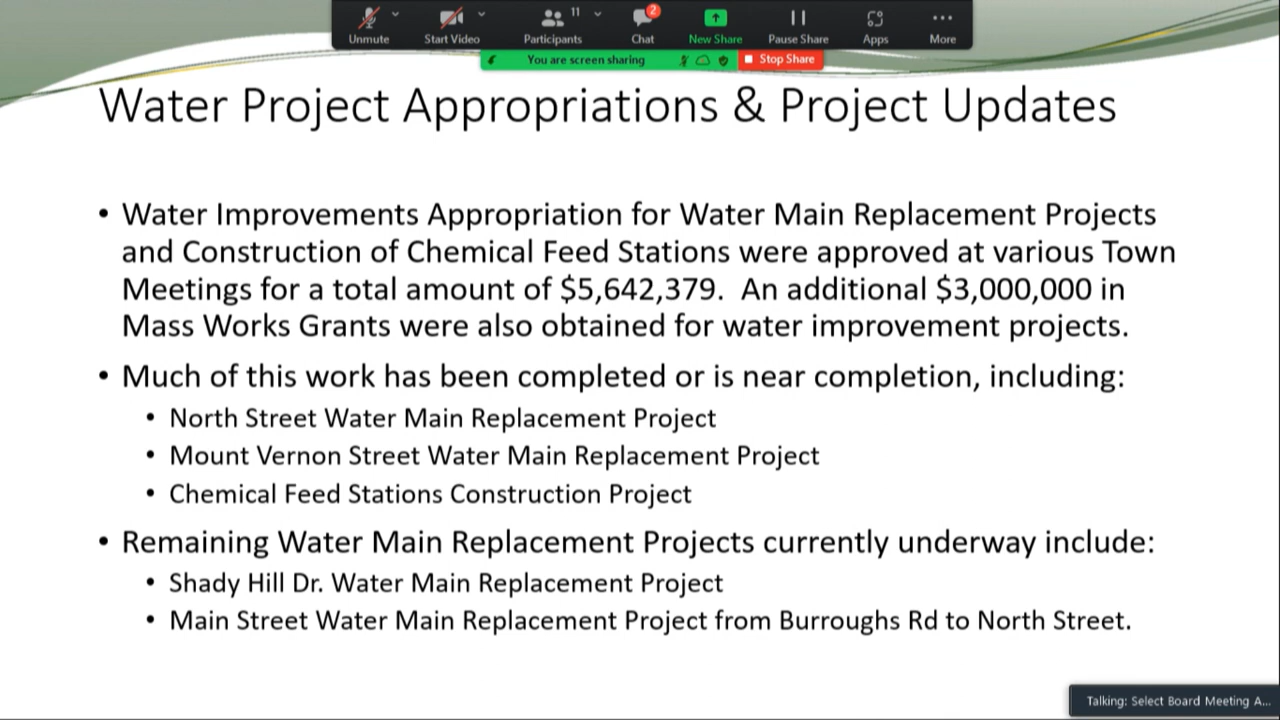 11
2
Unmute
Start Video
Participants
Chat
New Share
Pause Share
Apps
More
You are screen sharing
Stop Share
Water Project Appropriations & Project Updates
• Water Improvements Appropriation for Water Main Replacement Projects
and Construction of Chemical Feed Stations were approved at various Town
Meetings for a total amount of $5,642,379.  An additional $3,000,000 in
Mass Works Grants were also obtained for water improvement projects.
• Much of this work has been completed or is near completion, including:
• North Street Water Main Replacement Project
• Mount Vernon Street Water Main Replacement Project
• Chemical Feed Stations Construction Project
• Remaining Water Main Replacement Projects currently underway include:
• Shady Hill Dr. Water Main Replacement Project
• Main Street Water Main Replacement Project from Burroughs Rd to North Street.
Talking: Select Board Meeting A...